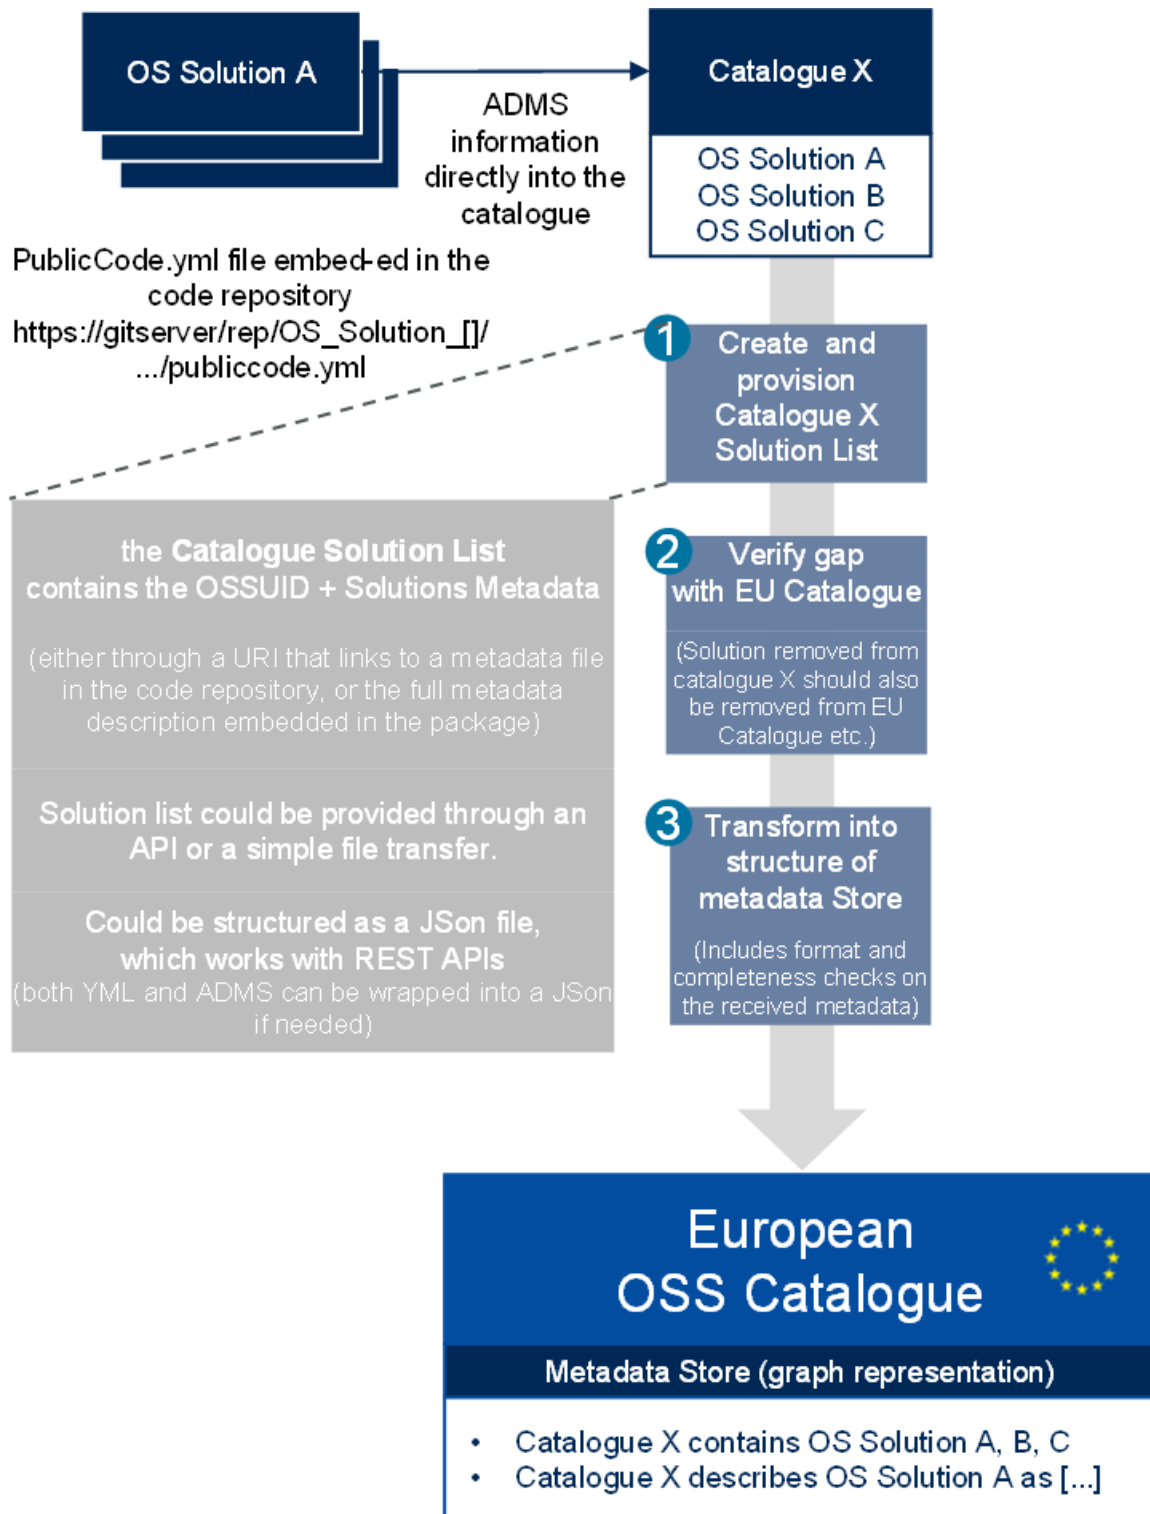 OS Solution A
ADMS
information
directly into the
catalogue
Catalogue X
OS Solution A
OS Solution B
OS Solution C
PublicCode.yml file embed-ed in the
code repository
https://gitserver/rep/OS_Solution_[]/
.../publiccode.yml
1
Create and
provision
Catalogue X
Solution List
the Catalogue Solution List
contains the OSSUID + Solutions Metadata
(either through a URI that links to a metadata file
in the code repository, or the full metadata
description embedded in the package)
Solution list could be provided through an
API or a simple file transfer.
Could be structured as a JSon file,
which works with REST APIs
(both YML and ADMS can be wrapped into a JSon
if needed)
2
Verify gap
with EU Catalogue
(Solution removed from
catalogue X should also
be removed from EU
Catalogue etc.)
3
Transform into
structure of
metadata Store
(Includes format and
completeness checks on
the received metadata)
European
OSS Catalogue
Metadata Store (graph representation)
• Catalogue X contains OS Solution A, B, C
• Catalogue X describes OS Solution A as [...]